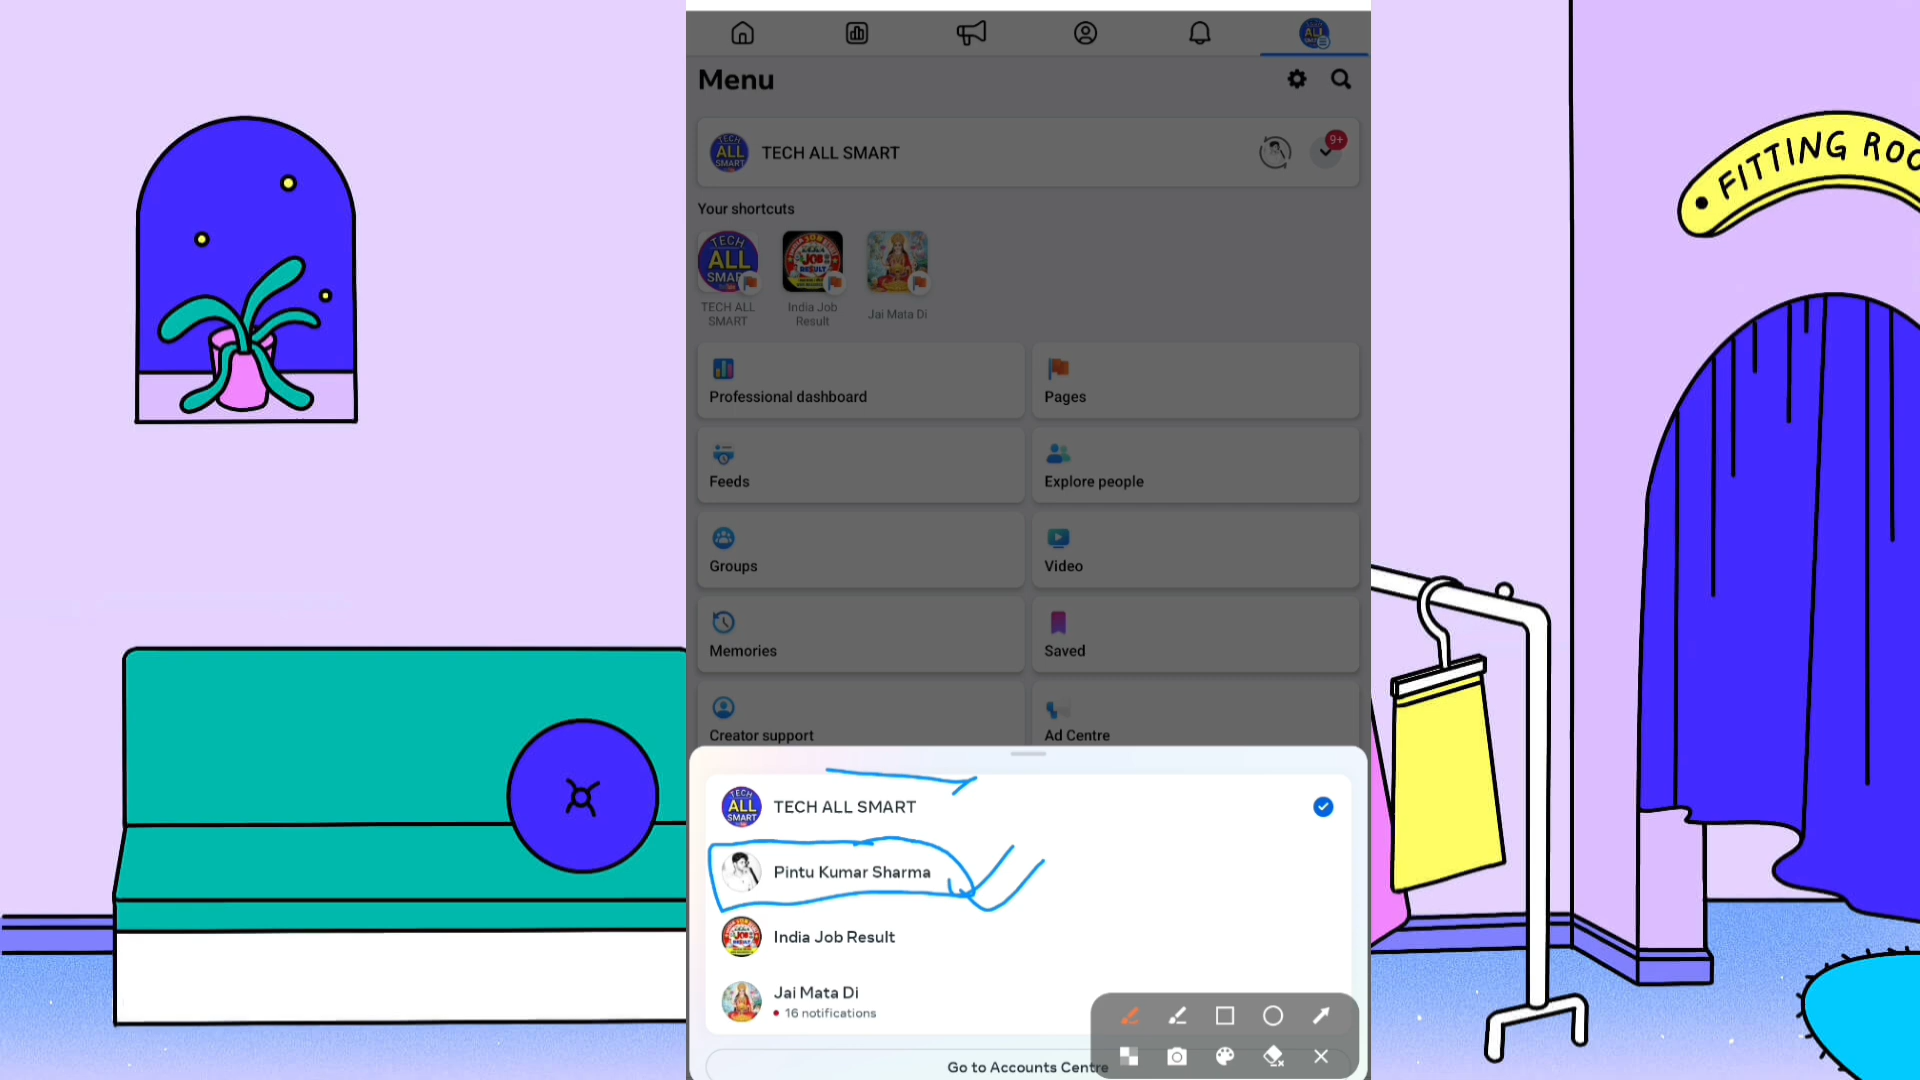 Menu
TECH ALL SMART
9+
Your shortcuts
TECH ALL SMART
India Job Result
Jai Mata Di
Professional dashboard
Pages
Feeds
Explore people
Groups
Video
Memories
Saved
Creator support
Ad Centre
TECH ALL SMART
Pintu Kumar Sharma
India Job Result
Jai Mata Di
16 notifications
Go to Accounts Centre
FITTING ROO